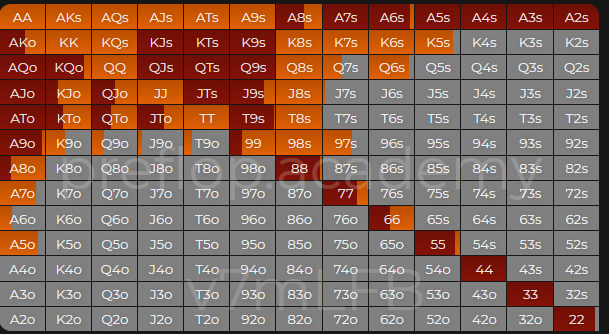 AA AKs AQs AJs ATs A9s A8s A7s A6s A5s A4s A3s A2s
AKo KK KQs KJs KTs K9s K8s K7s K6s K5s K4s K3s K2s
AQo KQo QQ QJs QTs Q9s Q8s Q7s Q6s Q5s Q4s Q3s Q2s
AJo KJo QJo JJ JTs J9s J8s J7s J6s J5s J4s J3s J2s
ATo KTo QTo JTo TT T9s T8s T7s T6s T5s T4s T3s T2s
A9o K9o Q9o J9o T9o 99 98s 97s 96s 95s 94s 93s 92s
A8o K8o Q8o J8o T8o 98o 88 87s 86s 85s 84s 83s 82s
preflop.academy
A7o K7o Q7o J7o T7o 97o 87o 77 76s 75s 74s 73s 72s
A6o K6o Q6o J6o T6o 96o 86o 76o 66 65s 64s 63s 62s
A5o K5o Q5o J5o T5o 95o 85o 75o 65o 55 54s 53s 52s
A4o K4o Q4o J4o T4o 94o 84o 74o 64o 54o 44 43s 42s
v7mLFB
A3o K3o Q3o J3o T3o 93o 83o 73o 63o 53o 43o 33 32s
A2o K2o Q2o J2o T2o 92o 82o 72o 62o 52o 42o 32o 22